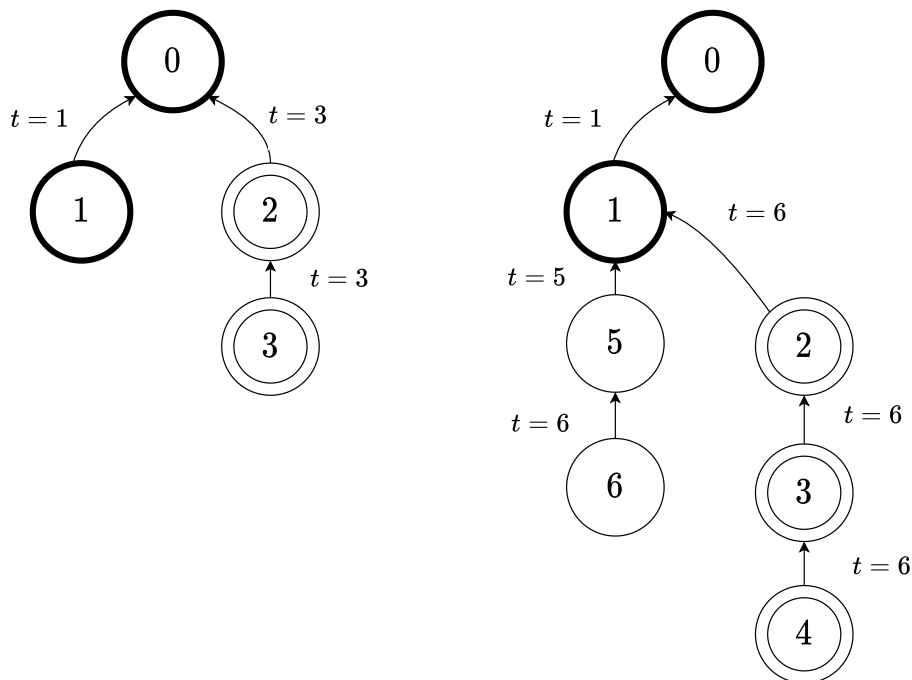 0
t = 1
t = 3
1
2
t = 3
3
0
t = 1
1
t = 6
t = 5
5
2
t = 6
t = 6
6
3
t = 6
4